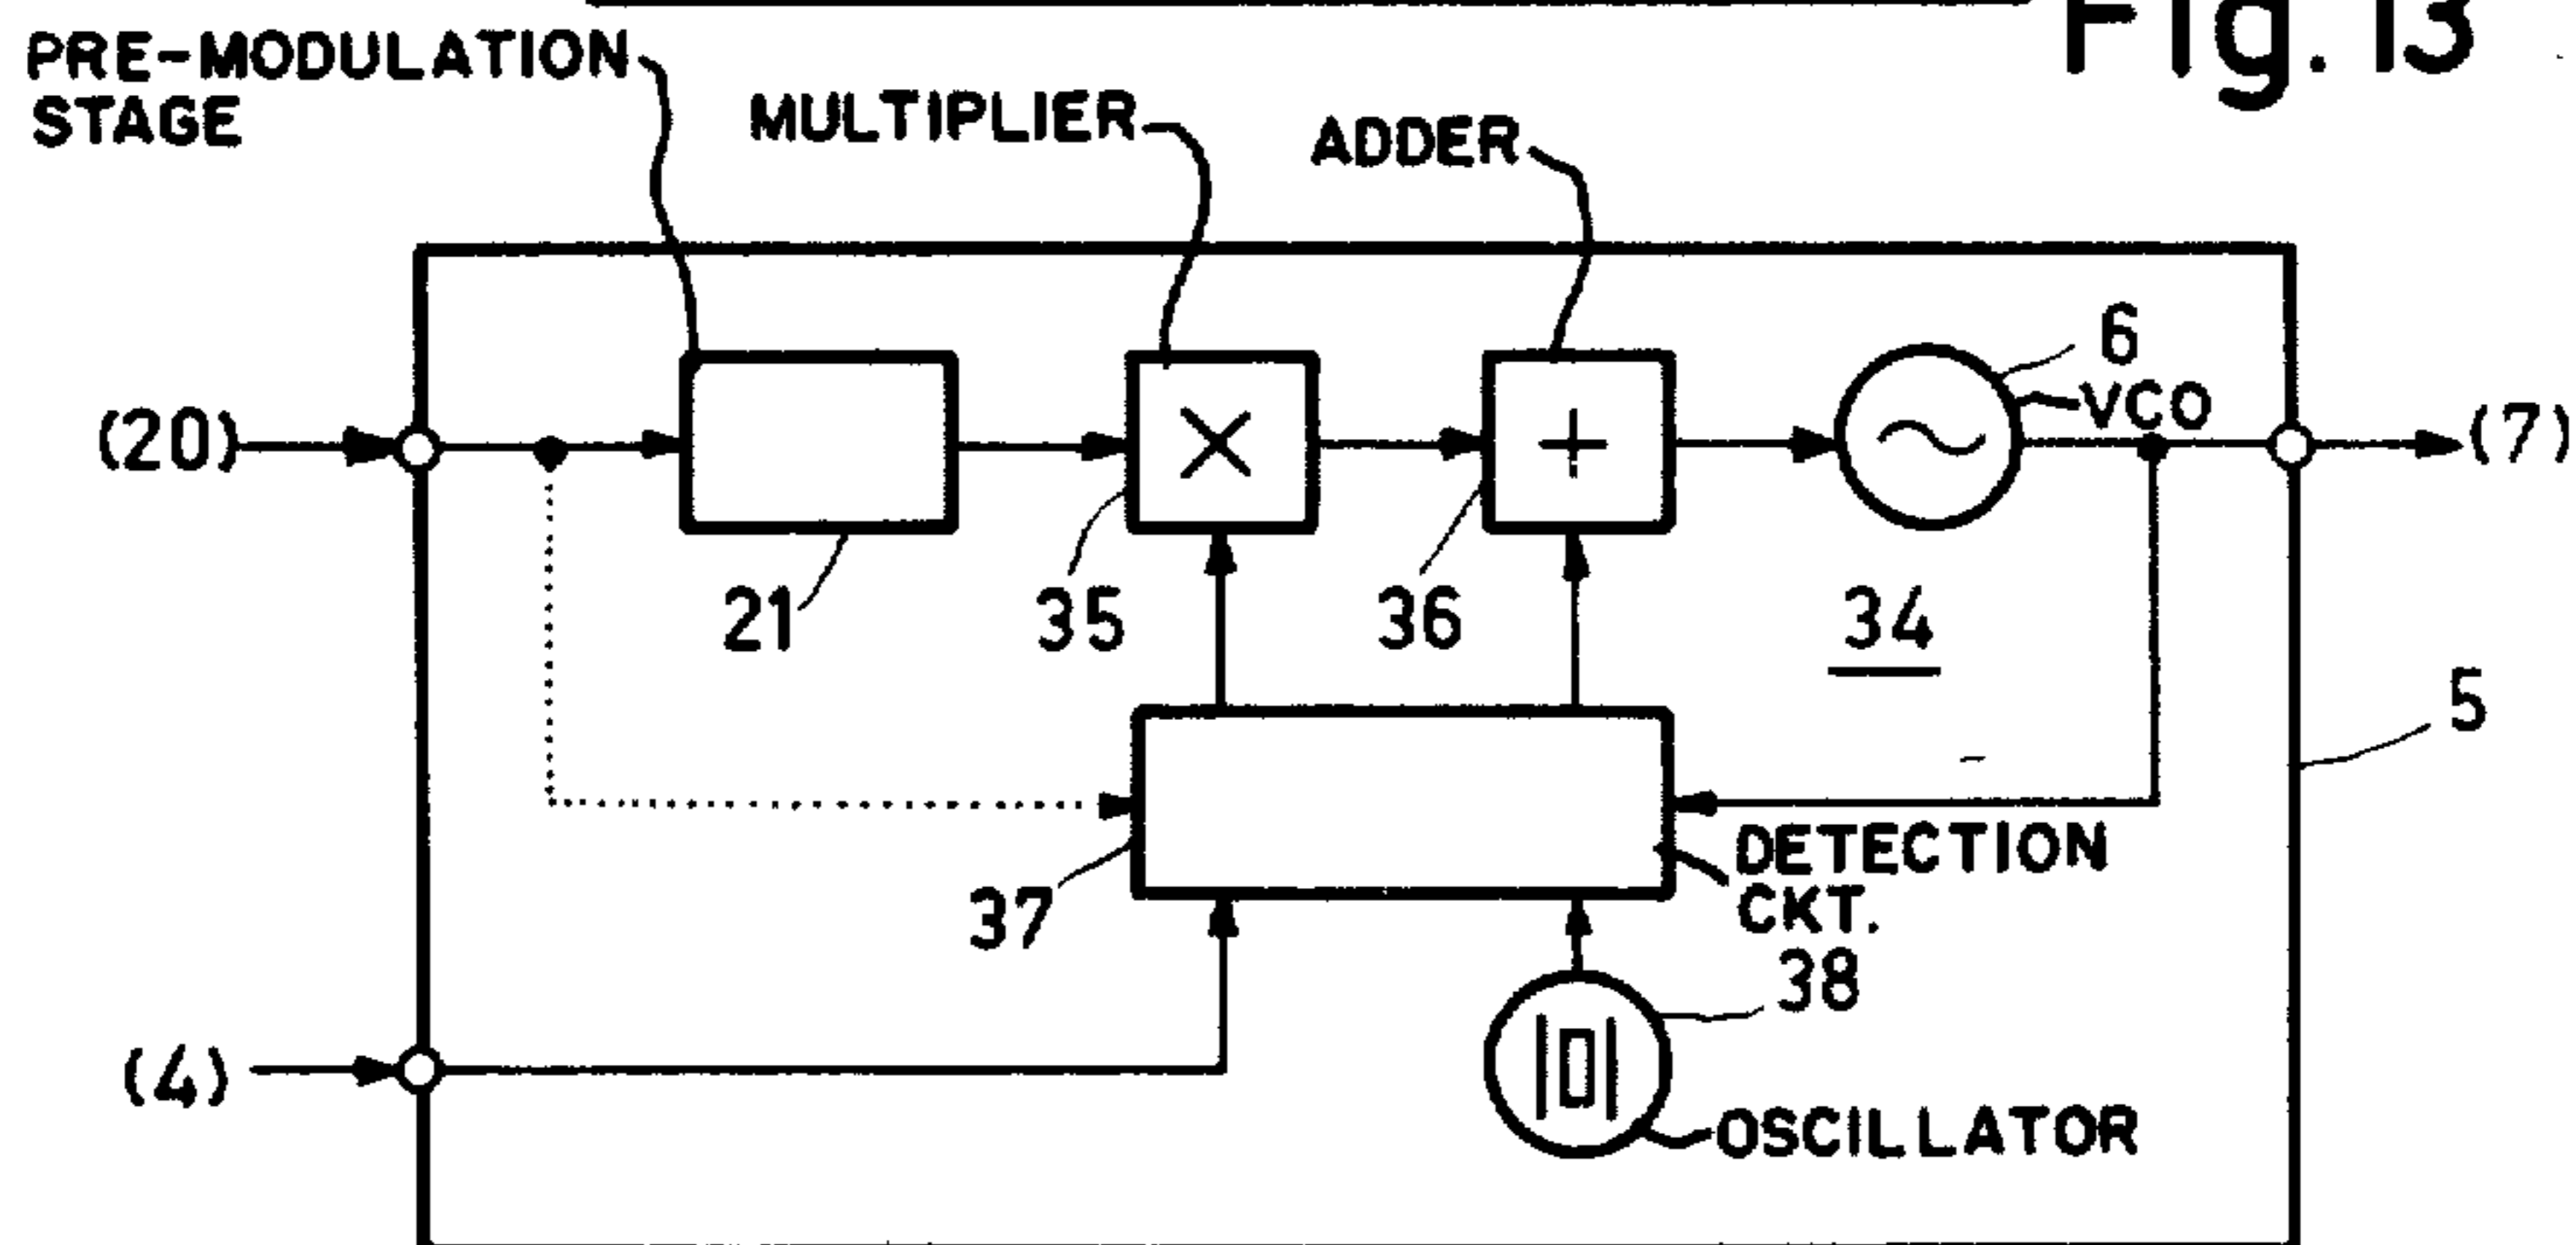 Fig. 13
PRE-MODULATION
STAGE
MULTIPLIER
ADDER
6
VCO
(20)
(7)
21
35
36
34
5
37
DETECTION
CKT.
38
(4)
OSCILLATOR